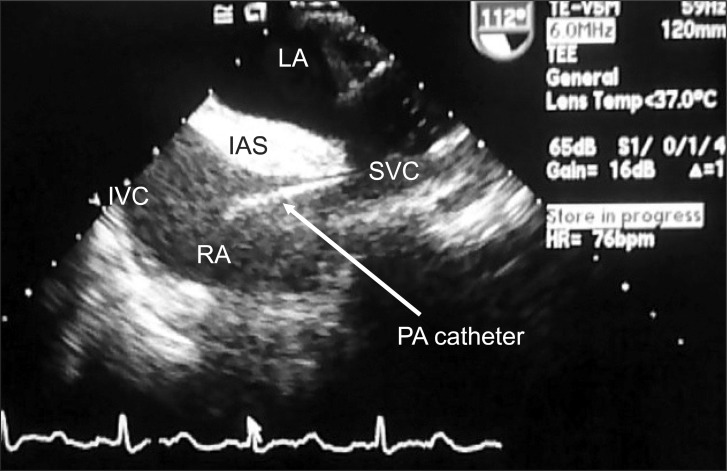 112°
TE-V5M 59Hz
6.0MHz 120mm
TEE
General
Lens Temp<37.0°C
65dB S1/ 0/1/4
Gain= 16dB Δ=1
Store in progress
HR= 76bpm
LA
IAS
SVC
IVC
RA
PA catheter